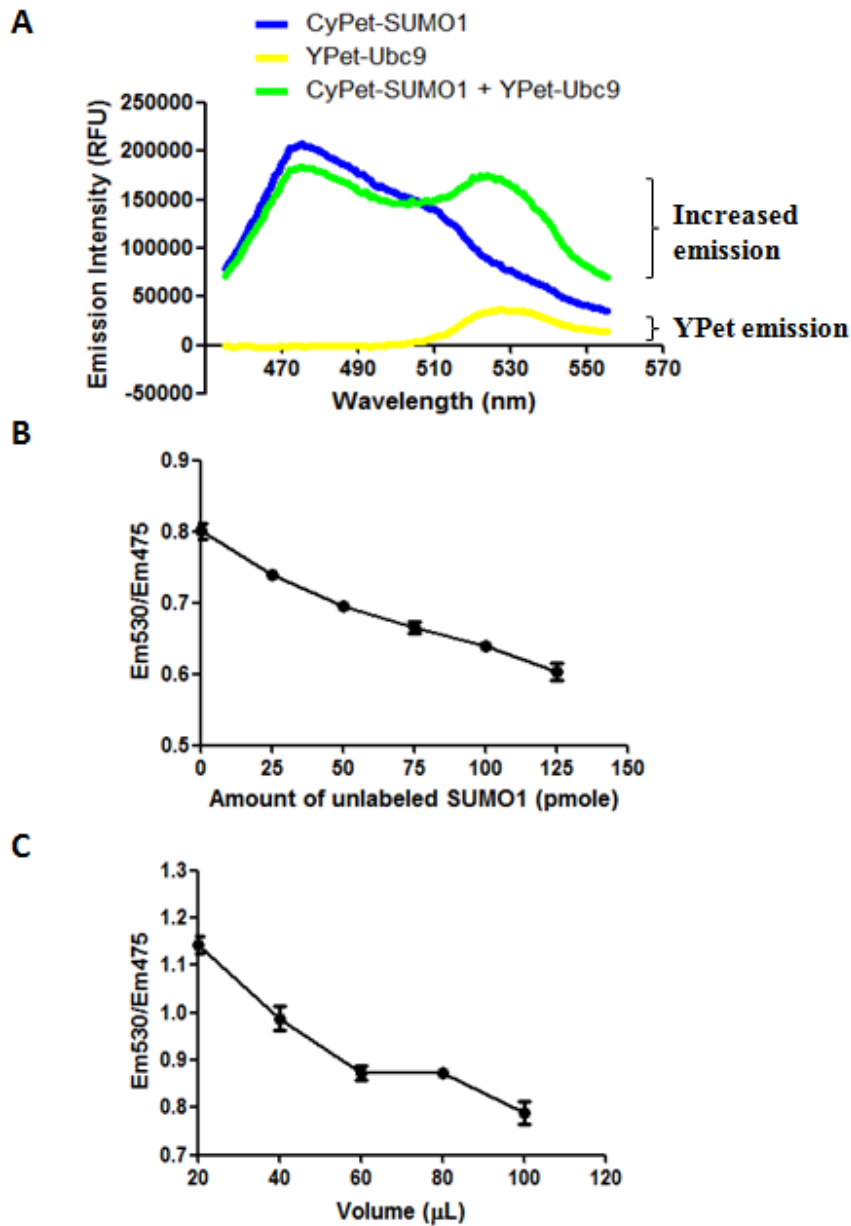 A
CyPet-SUMO1
YPet-Ubc9
CyPet-SUMO1 + YPet-Ubc9
Emission Intensity (RFU)
250000
200000
150000
100000
50000
0
-50000
470
490
510
530
550
570
Wavelength (nm)
Increased
emission
YPet emission
B
Em530/Em475
0.9
0.8
0.7
0.6
0.5
0
25
50
75
100
125
150
Amount of unlabeled SUMO1 (pmole)
C
Em530/Em475
1.3
1.2
1.1
1.0
0.9
0.8
0.7
20
40
60
80
100
120
Volume (µL)